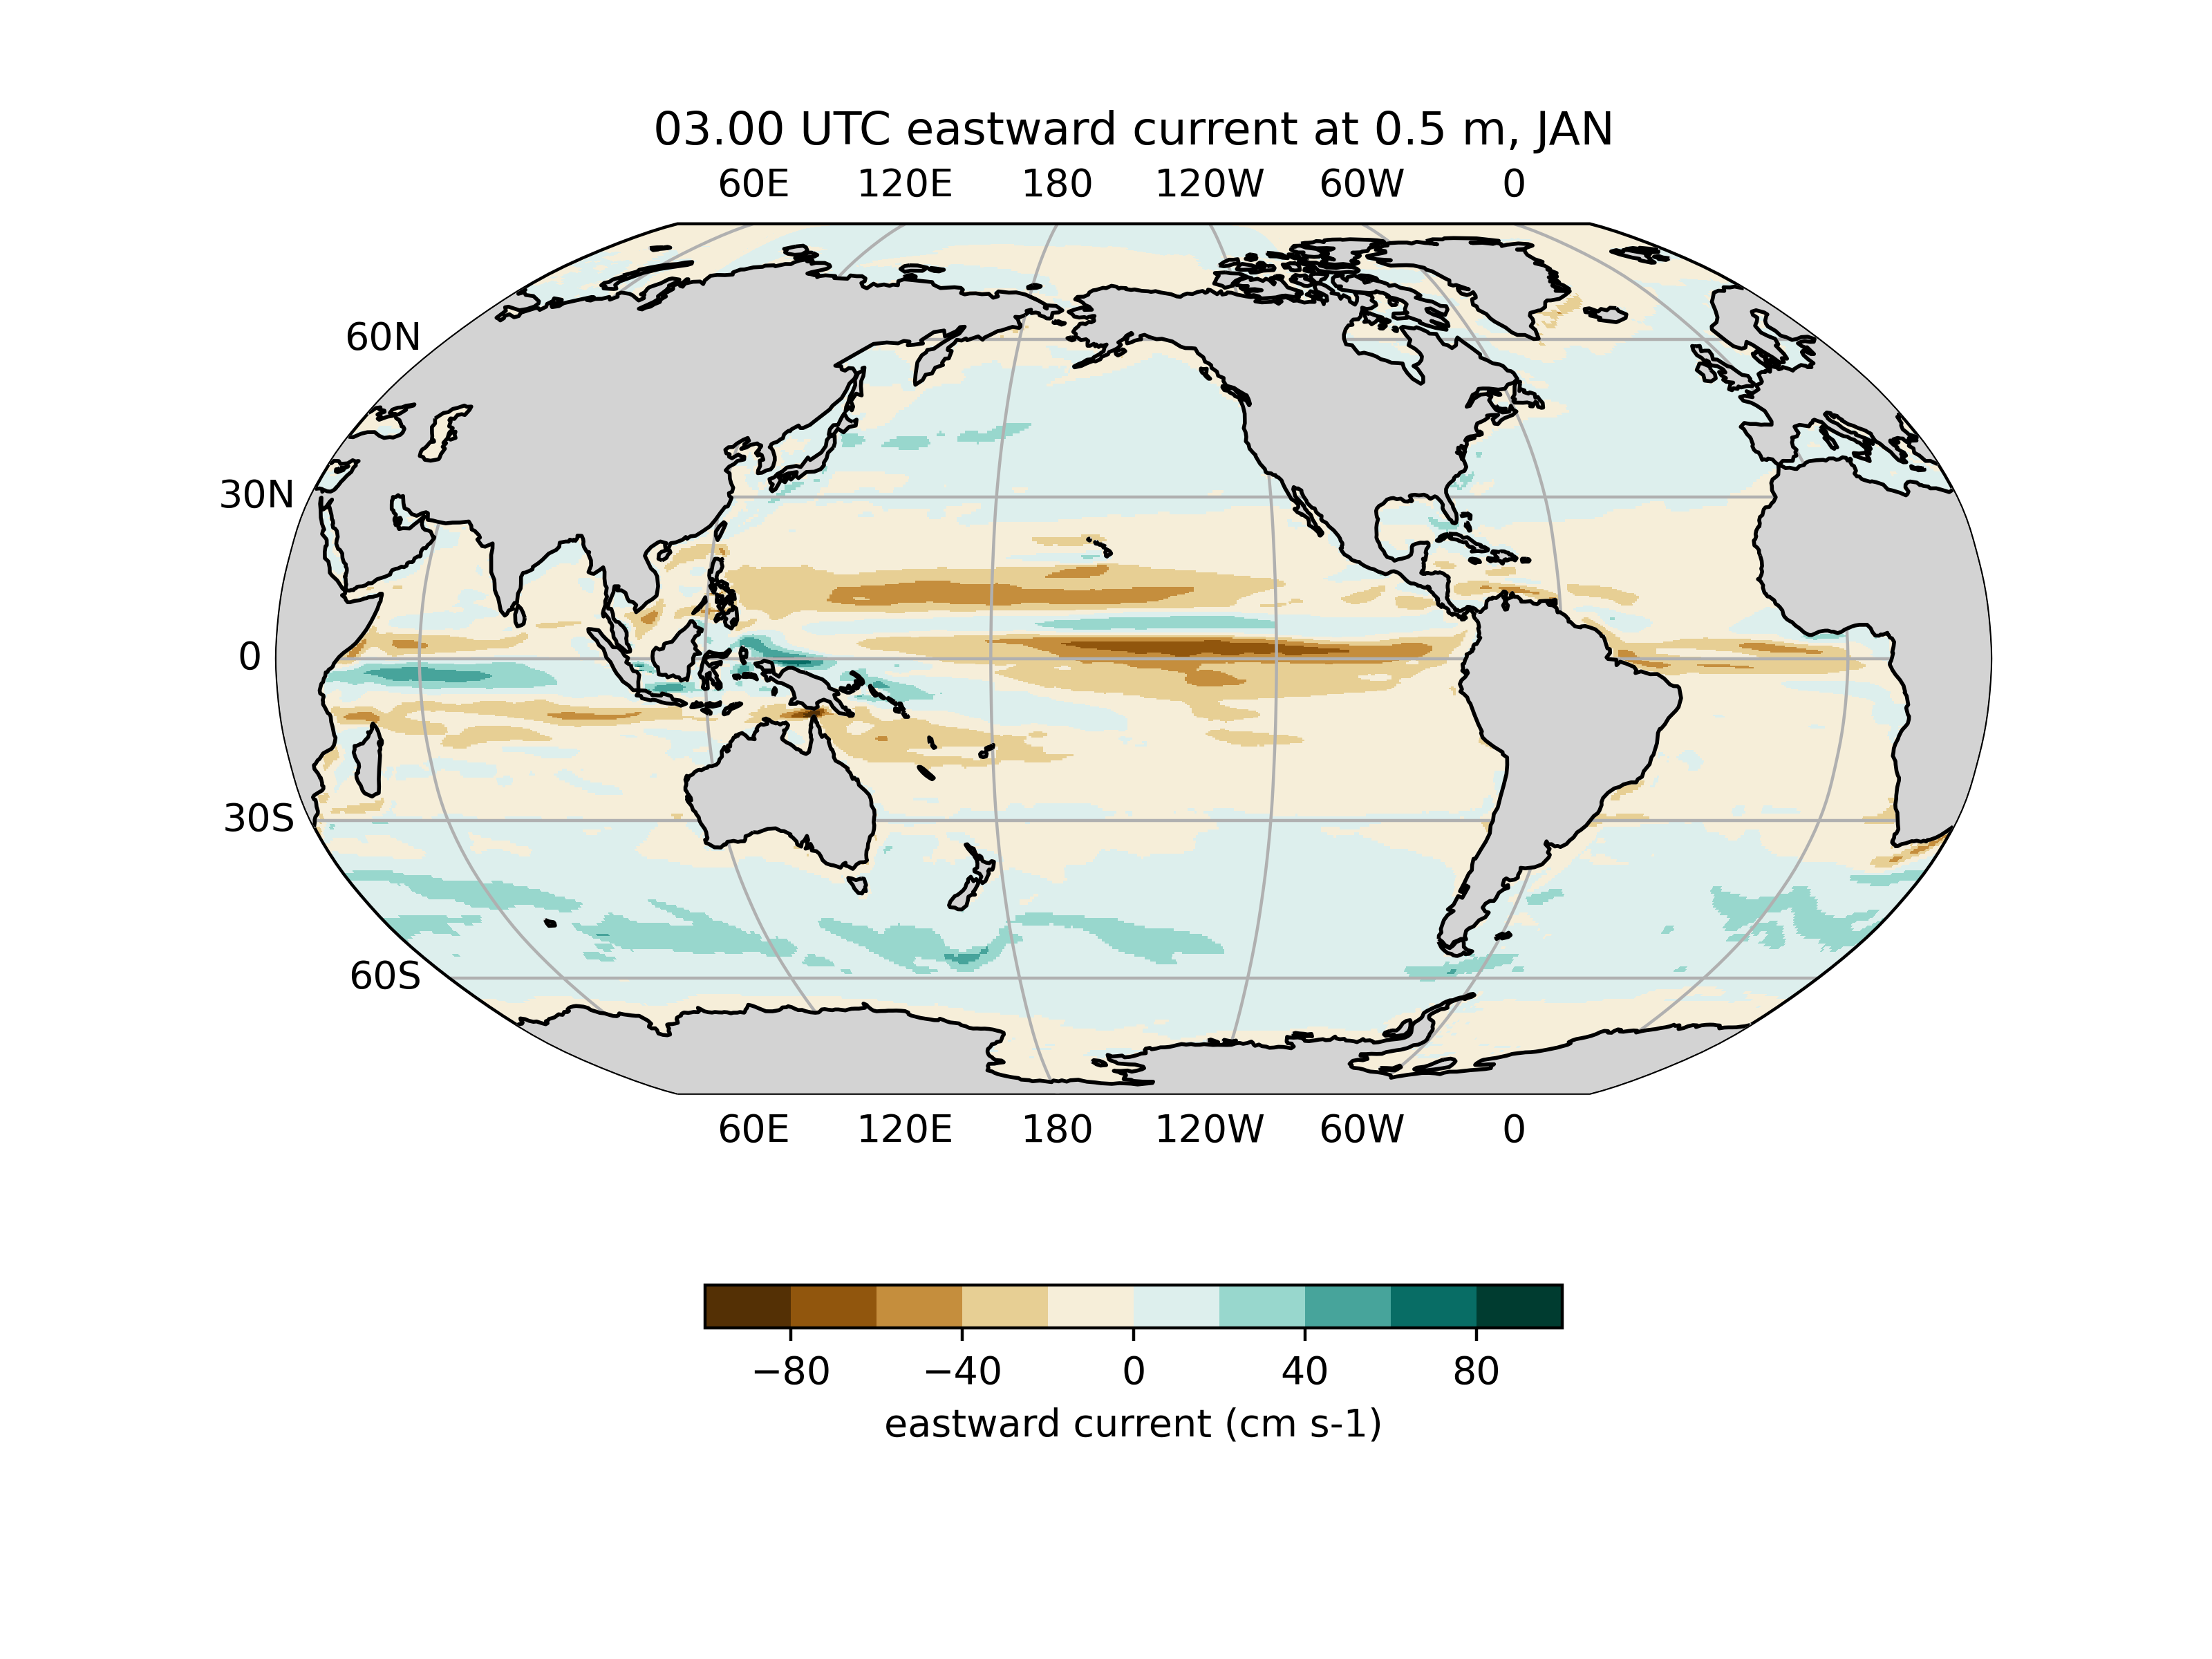 03.00 UTC eastward current at 0.5 m, JAN
60E 120E 180 120W 60W 0
60N
30N
0
30S
60S
60E 120E 180 120W 60W 0
−80 −40 0 40 80
eastward current (cm s-1)